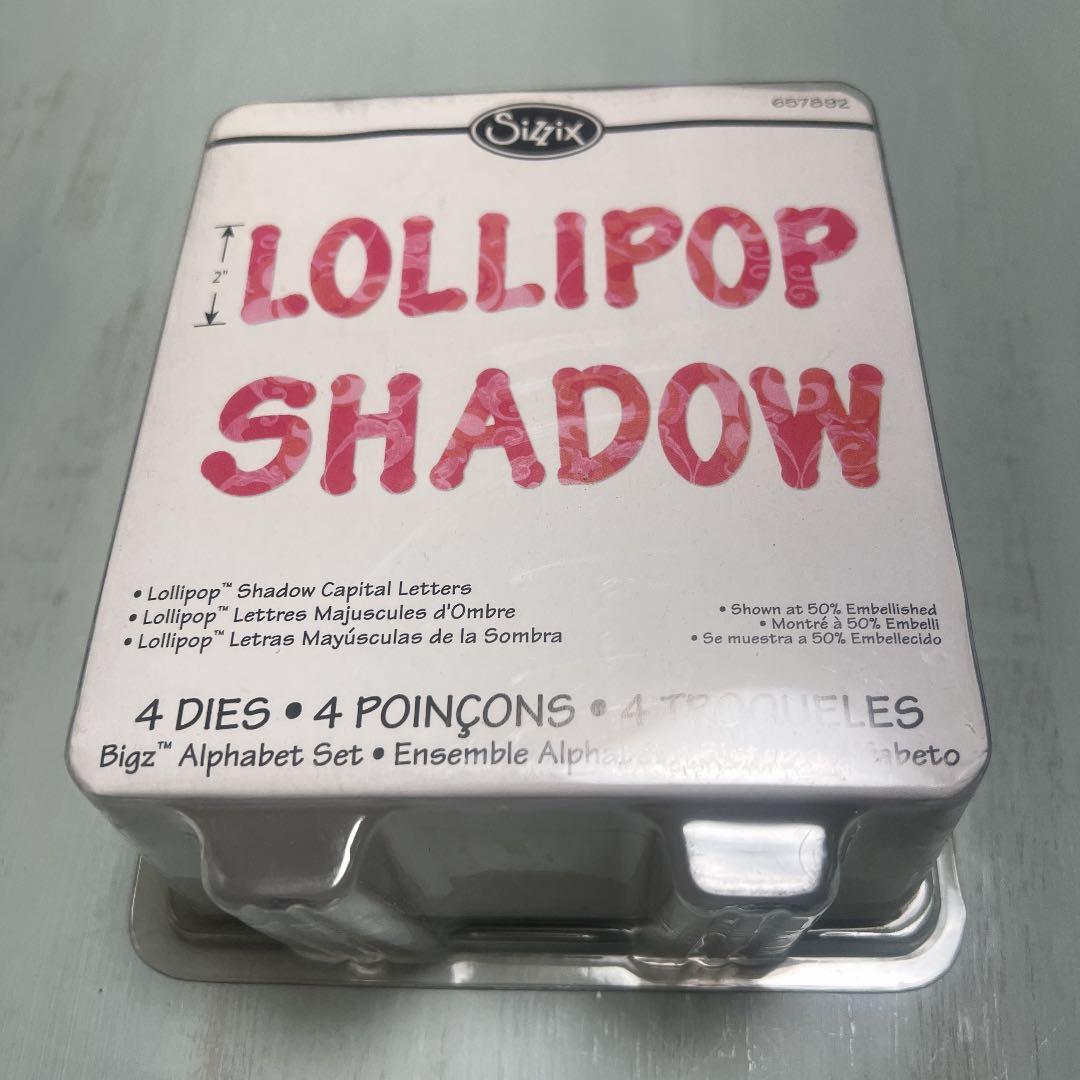 657892
Sizzix
LOLLIPOP
2"
SHADOW
• Lollipop™ Shadow Capital Letters
• Lollipop™ Lettres Majuscules d'Ombre
• Lollipop™ Letras Mayúsculas de la Sombra
• Shown at 50% Embellished
• Montré à 50% Embelli
• Se muestra a 50% Embellecido
4 DIES • 4 POINÇONS • 4 TROQUELES
Bigz™ Alphabet Set • Ensemble